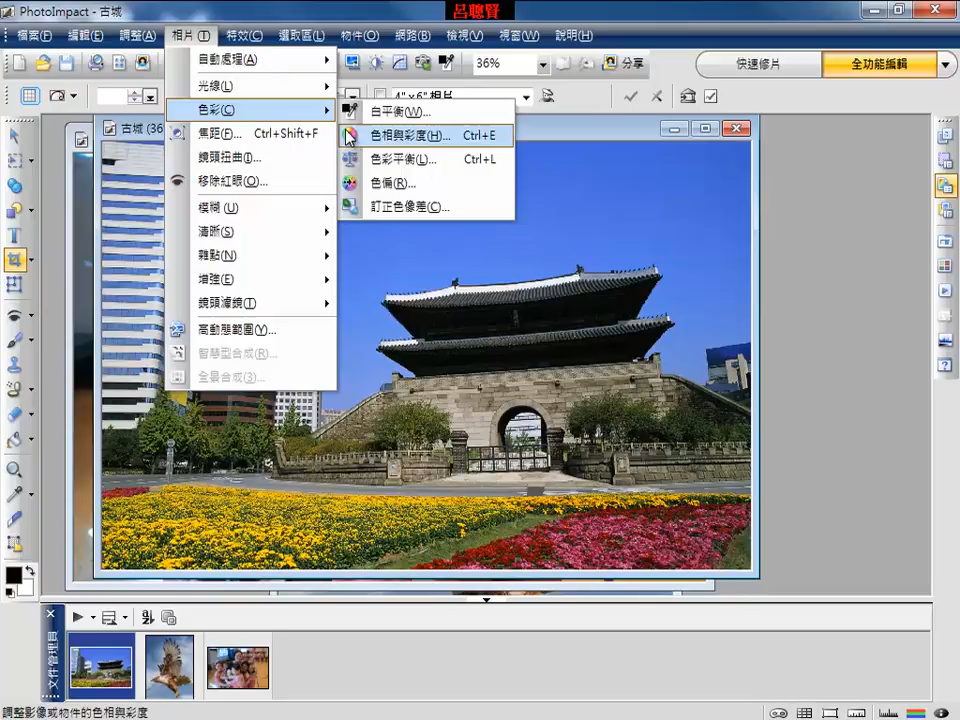 PhotoImpact - 古城
呂聰賢
檔案(F) 編輯(E) 調整(A) 相片(T) 特效(C) 選取區(L) 物件(O) 網路(B) 檢視(V) 視窗(W) 說明(H)
36% 分享 快速修片 全功能編輯
4" x6" 相片
自動處理(A)
光線(L)
色彩(C)
焦距(F)... Ctrl+Shift+F
鏡頭扭曲(I)...
移除紅眼(O)...
模糊 (U)
清晰(S)
雜點(N)
增強(E)
鏡頭濾鏡(T)
高動態範圍(Y)...
智慧型合成(R)...
全景合成(3)...
白平衡(W)...
色相與彩度(H)... Ctrl+E
色彩平衡(L)... Ctrl+L
色偏(R)...
訂正色像差(C)...
古城 (36
文件管理員
調整影像或物件的色相與彩度